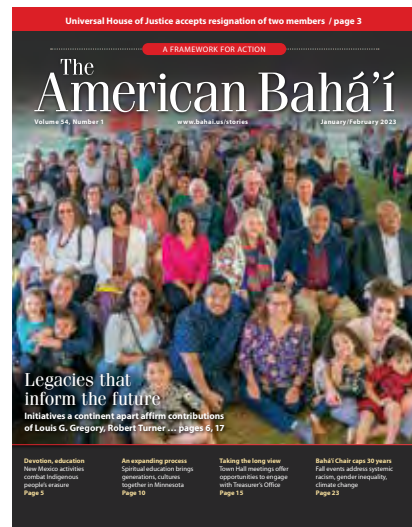 Universal House of Justice accepts resignation of two members / page 3
A FRAMEWORK FOR ACTION
The
American Bahá’í
Volume 54, Number 1 www.bahai.us/stories January/February 2023
Legacies that
inform the future
Initiatives a continent apart affirm contributions
of Louis G. Gregory, Robert Turner … pages 6, 17
Devotion, education
New Mexico activities
combat Indigenous
people’s erasure
Page 5
An expanding process
Spiritual education brings
generations, cultures
together in Minnesota
Page 10
Taking the long view
Town Hall meetings offer
opportunities to engage
with Treasurer’s Office
Page 15
Bahá’í Chair caps 30 years
Fall events address systemic
racism, gender inequality,
climate change
Page 23